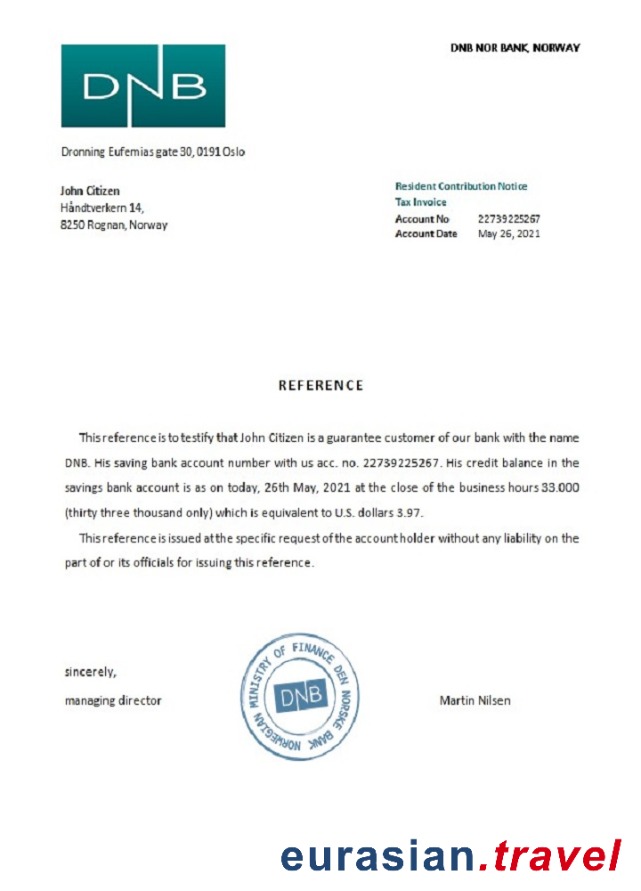 DNB NOR BANK, NORWAY
DNB
Dronning Eufemias gate 30, 0191 Oslo
John Citizen
Håndtverkern 14,
8250 Rognan, Norway
Resident Contribution Notice
Tax Invoice
Account No 22739225267
Account Date May 26, 2021
REFERENCE
This reference is to testify that John Citizen is a guarantee customer of our bank with the name
DNB. His saving bank account number with us acc. no. 22739225267. His credit balance in the
savings bank account is as on today, 26th May, 2021 at the close of the business hours 33.000
(thirty three thousand only) which is equivalent to U.S. dollars 3.97.
This reference is issued at the specific request of the account holder without any liability on the
part of or its officials for issuing this reference.
sincerely,
managing director
NORWEGIAN MINISTRY OF FINANCE DEN NORSKE BANK
DNB
Martin Nilsen
eurasian.travel